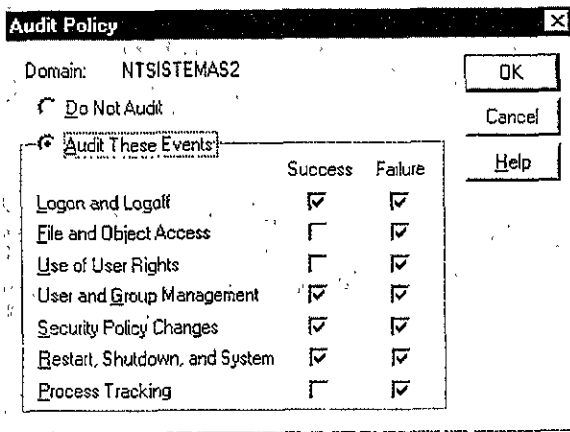 Audit Policy
Domain: NTSISTEMAS2
Do Not Audit
Audit These Events:
Success Failure
Logon and Logoff
File and Object Access
Use of User Rights
User and Group Management
Security Policy Changes
Restart, Shutdown, and System
Process Tracking
OK
Cancel
Help